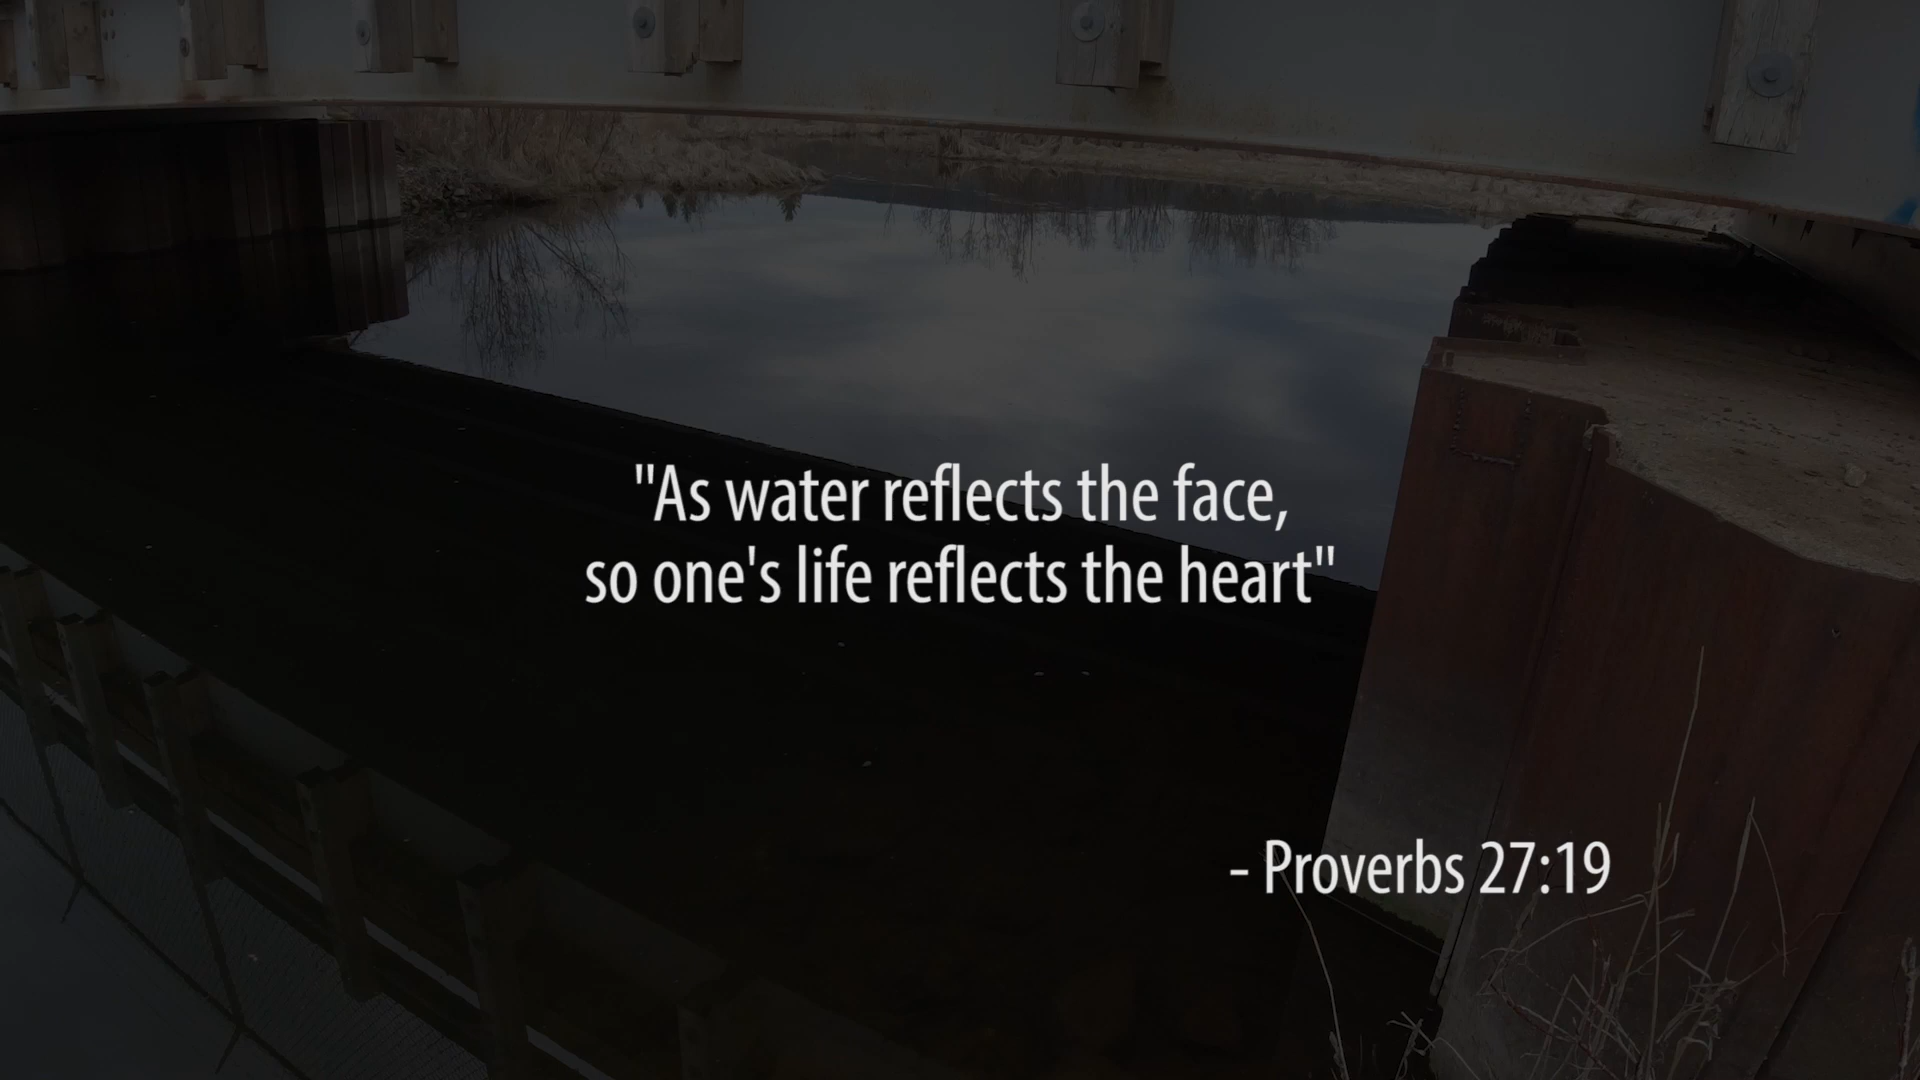 "As water reflects the face,
so one's life reflects the heart"
- Proverbs 27:19